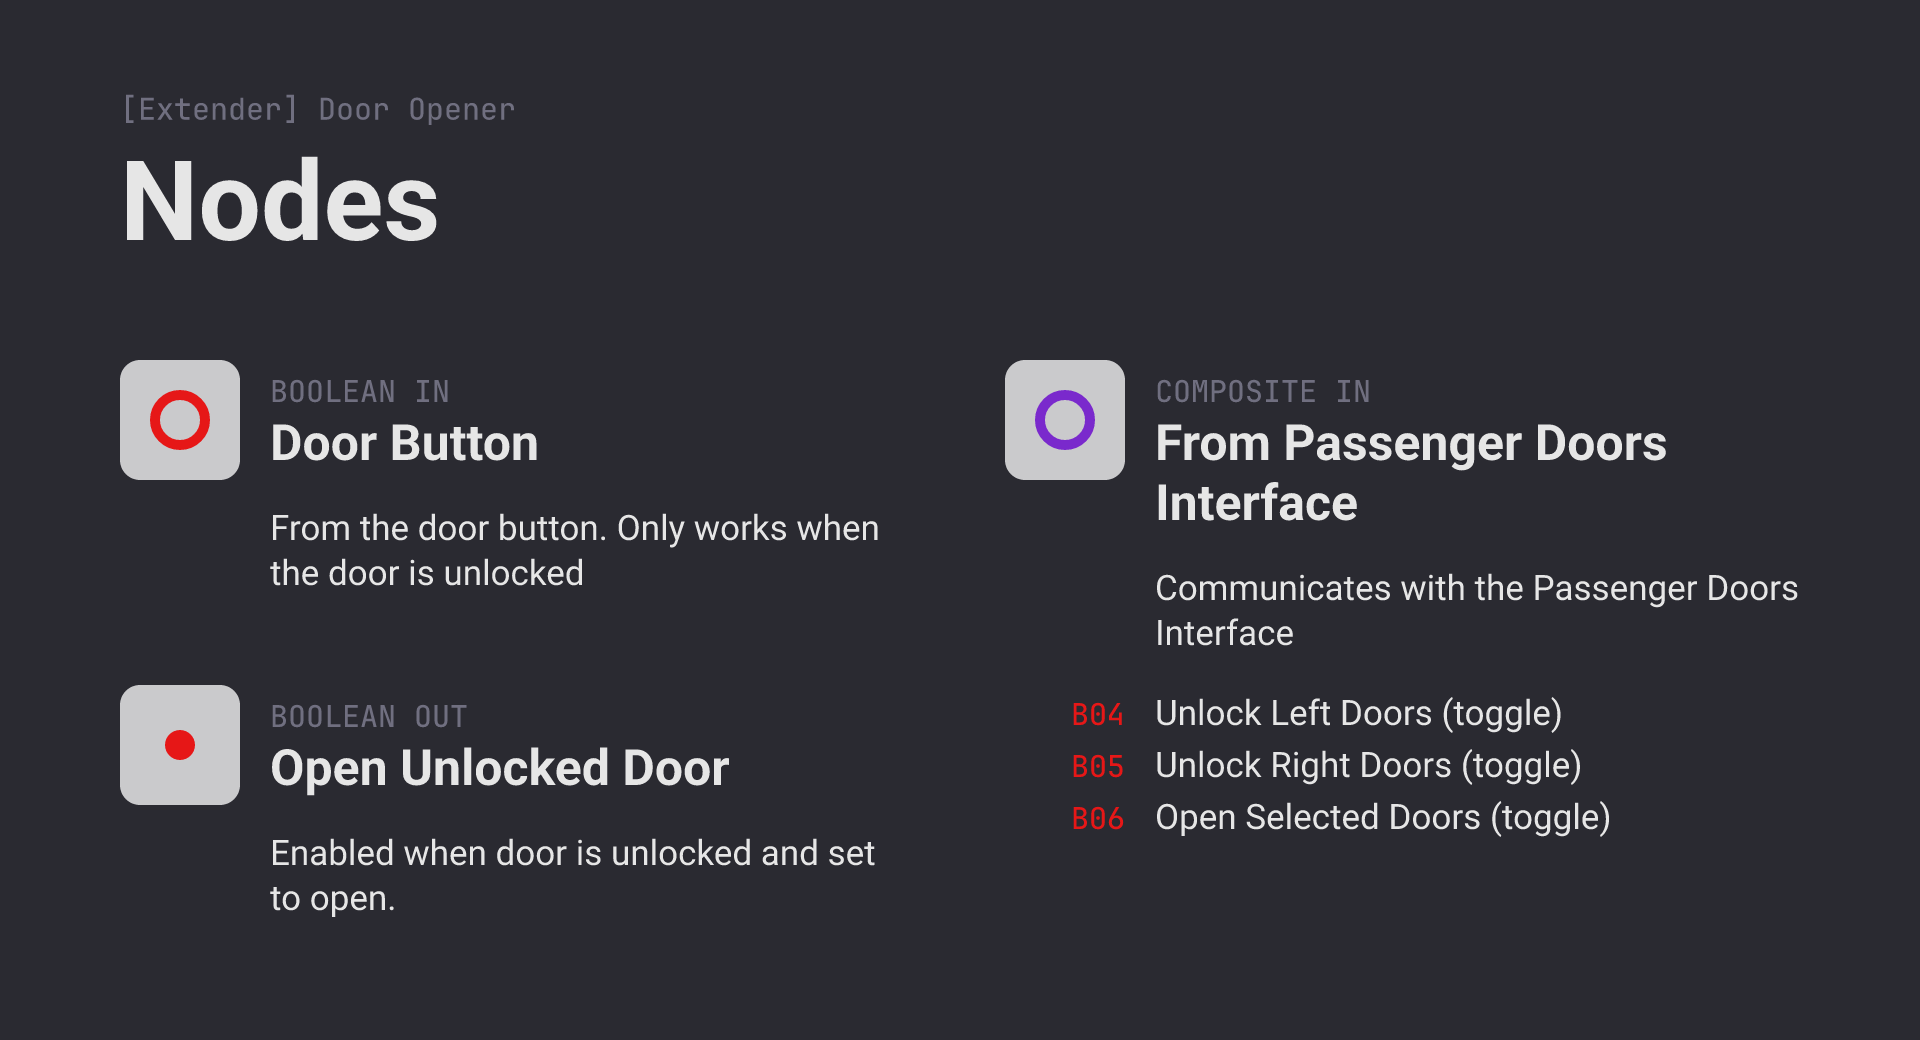 [Extender] Door Opener
Nodes
BOOLEAN IN
Door Button
From the door button. Only works when
the door is unlocked
BOOLEAN OUT
Open Unlocked Door
Enabled when door is unlocked and set
to open.
COMPOSITE IN
From Passenger Doors
Interface
Communicates with the Passenger Doors
Interface
B04 Unlock Left Doors (toggle)
B05 Unlock Right Doors (toggle)
B06 Open Selected Doors (toggle)